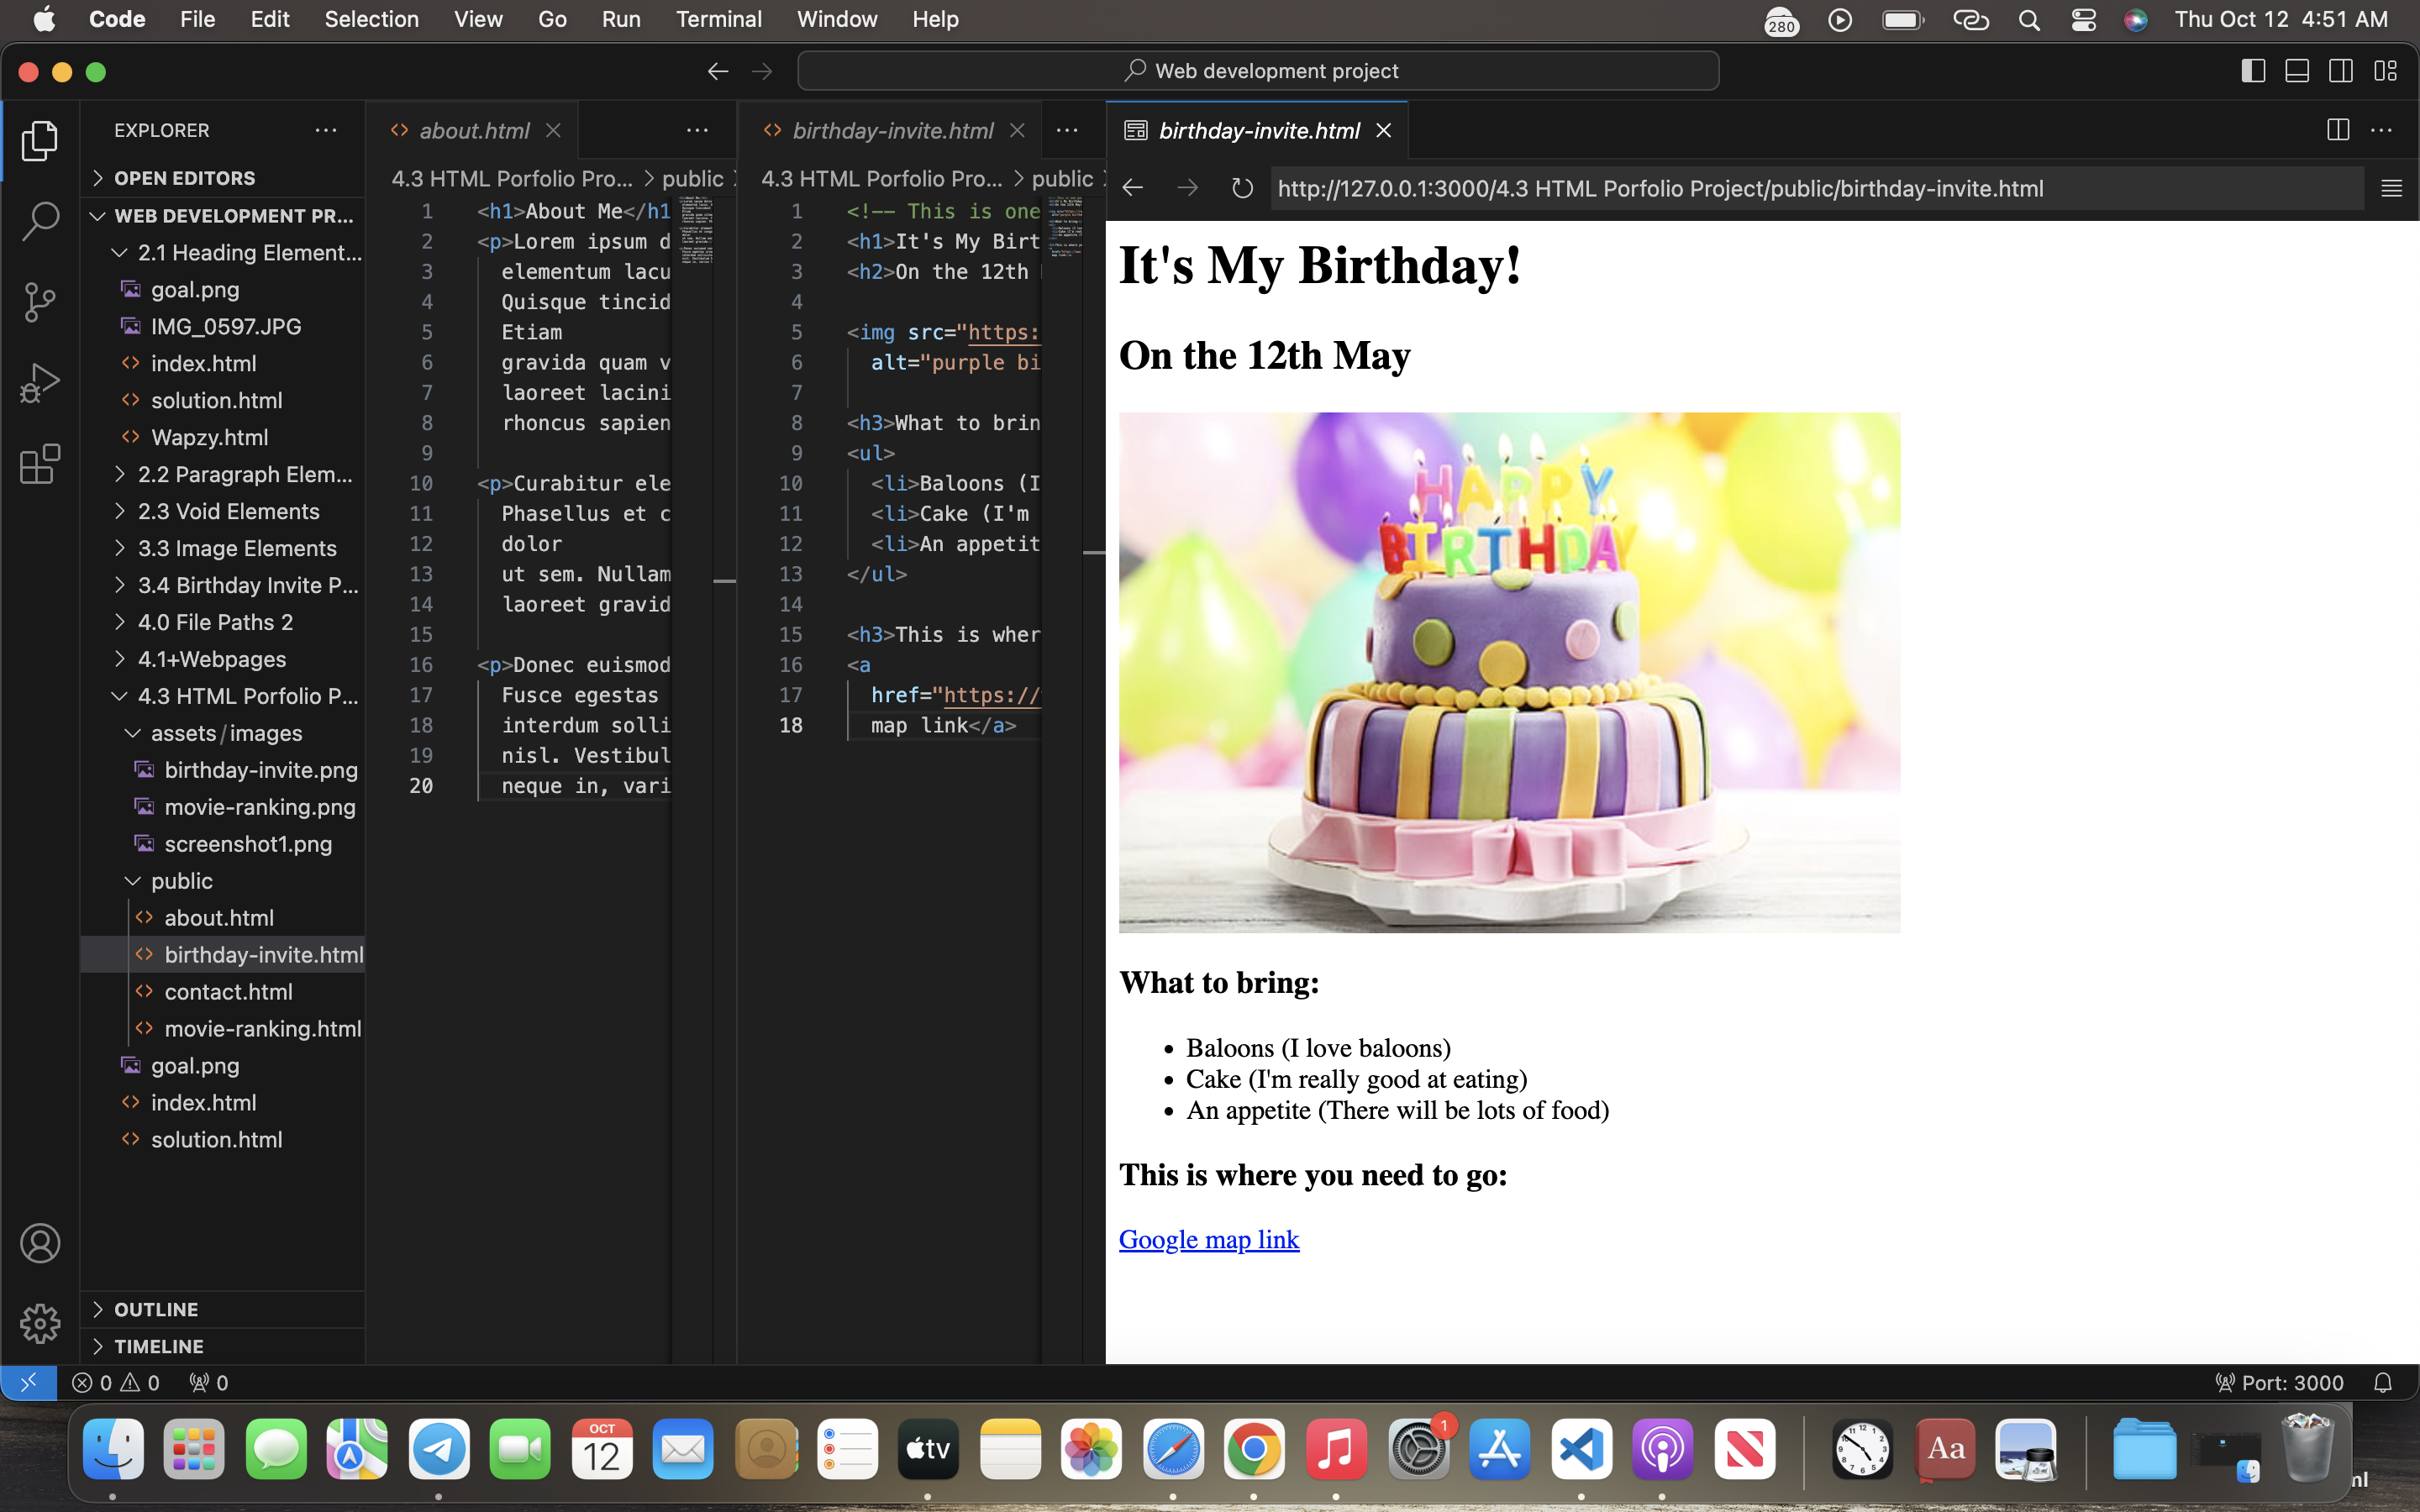 Code File Edit Selection View Go Run Terminal Window Help 280 Thu Oct 12 4:51 AM
Web development project
EXPLORER
OPEN EDITORS
WEB DEVELOPMENT PR...
2.1 Heading Element...
goal.png
IMG_0597.JPG
index.html
solution.html
Wapzy.html
2.2 Paragraph Elem...
2.3 Void Elements
3.3 Image Elements
3.4 Birthday Invite P...
4.0 File Paths 2
4.1+Webpages
4.3 HTML Porfolio P...
assets/images
birthday-invite.png
movie-ranking.png
screenshot1.png
public
about.html
birthday-invite.html
contact.html
movie-ranking.html
goal.png
index.html
solution.html
OUTLINE
TIMELINE
about.html
4.3 HTML Porfolio Pro... > public
1 <h1>About Me</h1
2 <p>Lorem ipsum d
3 elementum lacu
4 Quisque tincid
5 Etiam
6 gravida quam v
7 laoreet lacini
8 rhoncus sapien
9
10 <p>Curabitur ele
11 Phasellus et c
12 dolor
13 ut sem. Nullam
14 laoreet gravid
15
16 <p>Donec euismod
17 Fusce egestas
18 interdum solli
19 nisl. Vestibul
20 neque in, vari
birthday-invite.html
4.3 HTML Porfolio Pro... > public
1 <!-- This is one
2 <h1>It's My Birt
3 <h2>On the 12th
4
5 <img src="https:
6 alt="purple bi
7
8 <h3>What to brin
9 <ul>
10 <li>Baloons (I
11 <li>Cake (I'm
12 <li>An appetit
13 </ul>
14
15 <h3>This is wher
16 <a
17 href="https://
18 map link</a>
birthday-invite.html
http://127.0.0.1:3000/4.3 HTML Porfolio Project/public/birthday-invite.html
It's My Birthday!
On the 12th May
HAPPY
BIRTHDAY
What to bring:
• Baloons (I love baloons)
• Cake (I'm really good at eating)
• An appetite (There will be lots of food)
This is where you need to go:
Google map link
0 0 0
Port: 3000
OCT
12
tv
1
Aa
ml